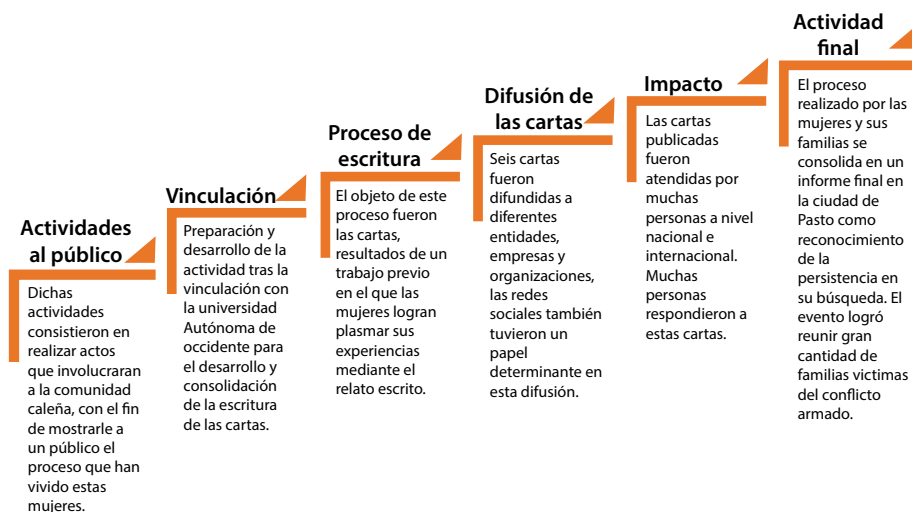 Actividades
al público
Dichas
actividades
consistieron en
realizar actos
que involucraran
a la comunidad
caleña, con el fin
de mostrarle a
un público el
proceso que han
vivido estas
mujeres.
Vinculación
Preparación y
desarrollo de la
actividad tras la
vinculación con
la universidad
Autónoma de
occidente para
el desarrollo y
consolidación
de la escritura
de las cartas.
Proceso de
escritura
El objeto de este
proceso fueron
las cartas,
resultados de un
trabajo previo
en el que las
mujeres logran
plasmar sus
experiencias
mediante el
relato escrito.
Difusión de
las cartas
Seis cartas
fueron
difundidas a
diferentes
entidades,
empresas y
organizaciones,
las redes
sociales también
tuvieron un
papel
determinante en
esta difusión.
Impacto
Las cartas
publicadas
fueron
atendidas por
muchas
personas a nivel
nacional e
internacional.
Muchas
personas
respondieron a
estas cartas.
Actividad
final
El proceso
realizado por las
mujeres y sus
familias se
consolida en un
informe final en
la ciudad de
Pasto como
reconocimiento
de la
persistencia en
su búsqueda. El
evento logró
reunir gran
cantidad de
familias victimas
del conflicto
armado.